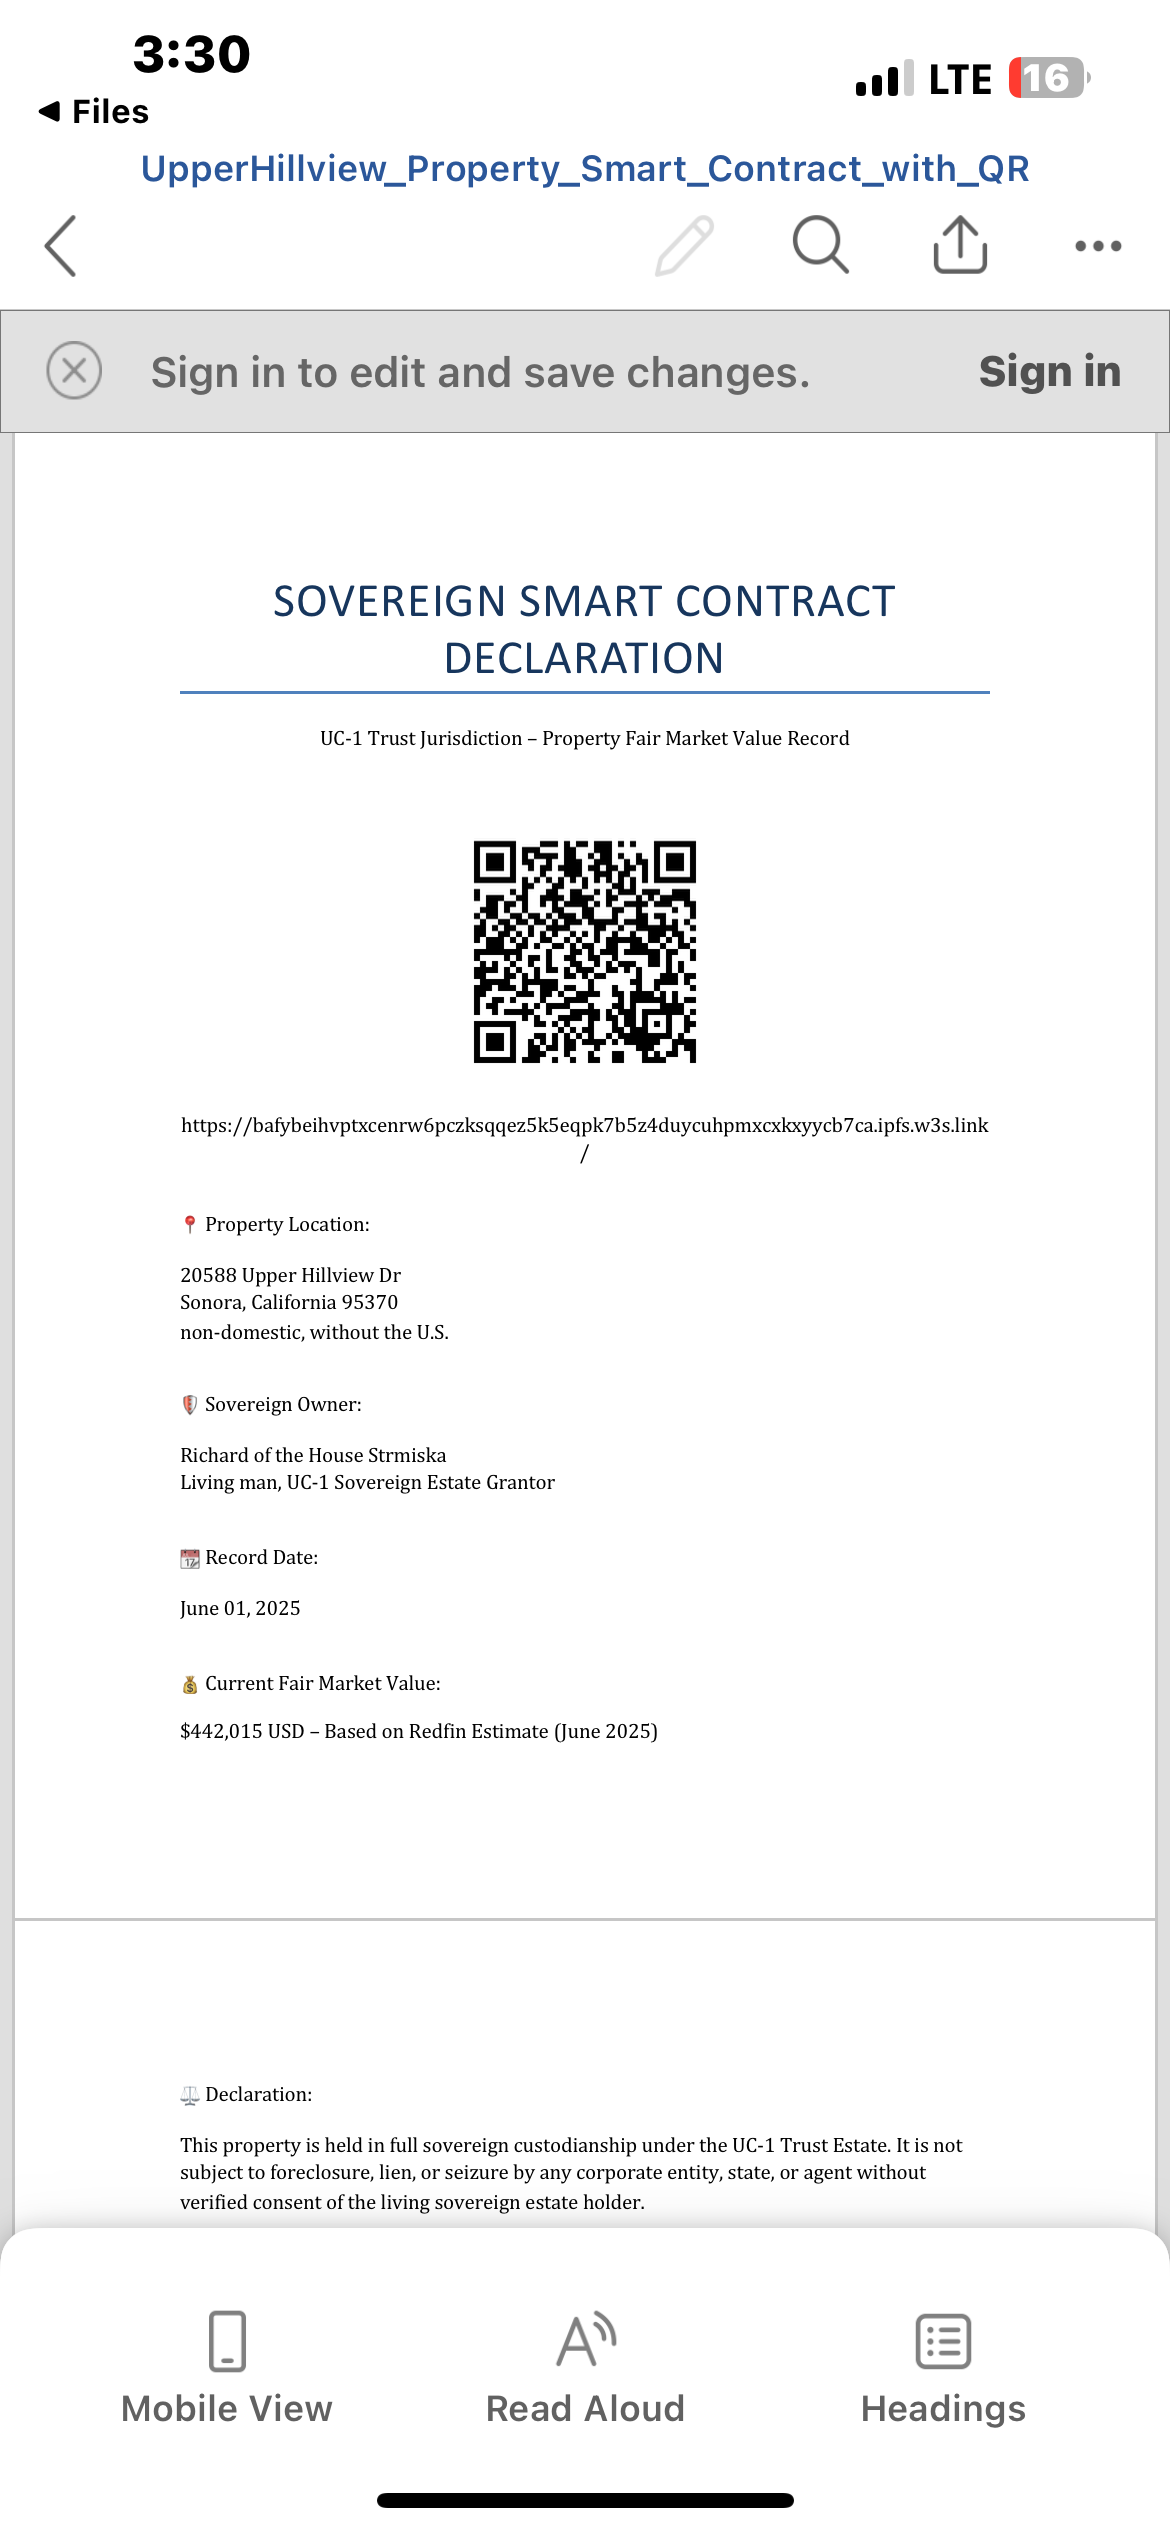 3:30
LTE 16
◀ Files
UpperHillview_Property_Smart_Contract_with_QR
Sign in to edit and save changes. Sign in
SOVEREIGN SMART CONTRACT
DECLARATION
UC-1 Trust Jurisdiction – Property Fair Market Value Record
https://bafybeihvptxcenrw6pczksqqez5k5eqpk7b5z4duycuhpmxcxkxyycb7ca.ipfs.w3s.link
/
📍 Property Location:
20588 Upper Hillview Dr
Sonora, California 95370
non-domestic, without the U.S.
🛡️ Sovereign Owner:
Richard of the House Strmiska
Living man, UC-1 Sovereign Estate Grantor
📆 Record Date:
June 01, 2025
💰 Current Fair Market Value:
$442,015 USD – Based on Redfin Estimate (June 2025)
⚖️ Declaration:
This property is held in full sovereign custodianship under the UC-1 Trust Estate. It is not
subject to foreclosure, lien, or seizure by any corporate entity, state, or agent without
verified consent of the living sovereign estate holder.
Mobile View
Read Aloud
Headings